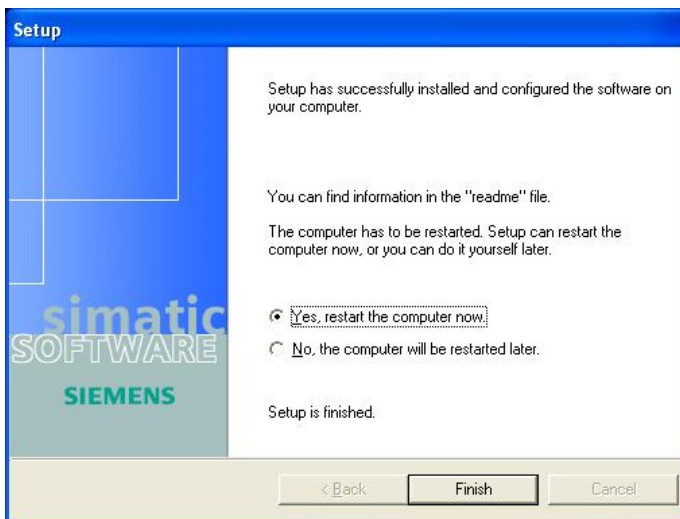 Setup
Setup has successfully installed and configured the software on
your computer.
You can find information in the "readme" file.
The computer has to be restarted. Setup can restart the
computer now, or you can do it yourself later.
Yes, restart the computer now.
No, the computer will be restarted later.
simatic
SOFTWARE
SIEMENS
Setup is finished.
< Back
Finish
Cancel